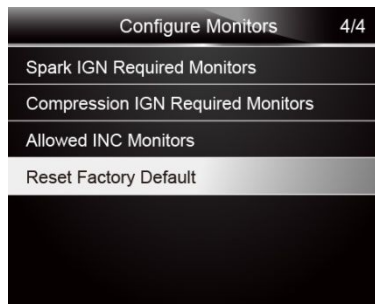 Configure Monitors 4/4
Spark IGN Required Monitors
Compression IGN Required Monitors
Allowed INC Monitors
Reset Factory Default